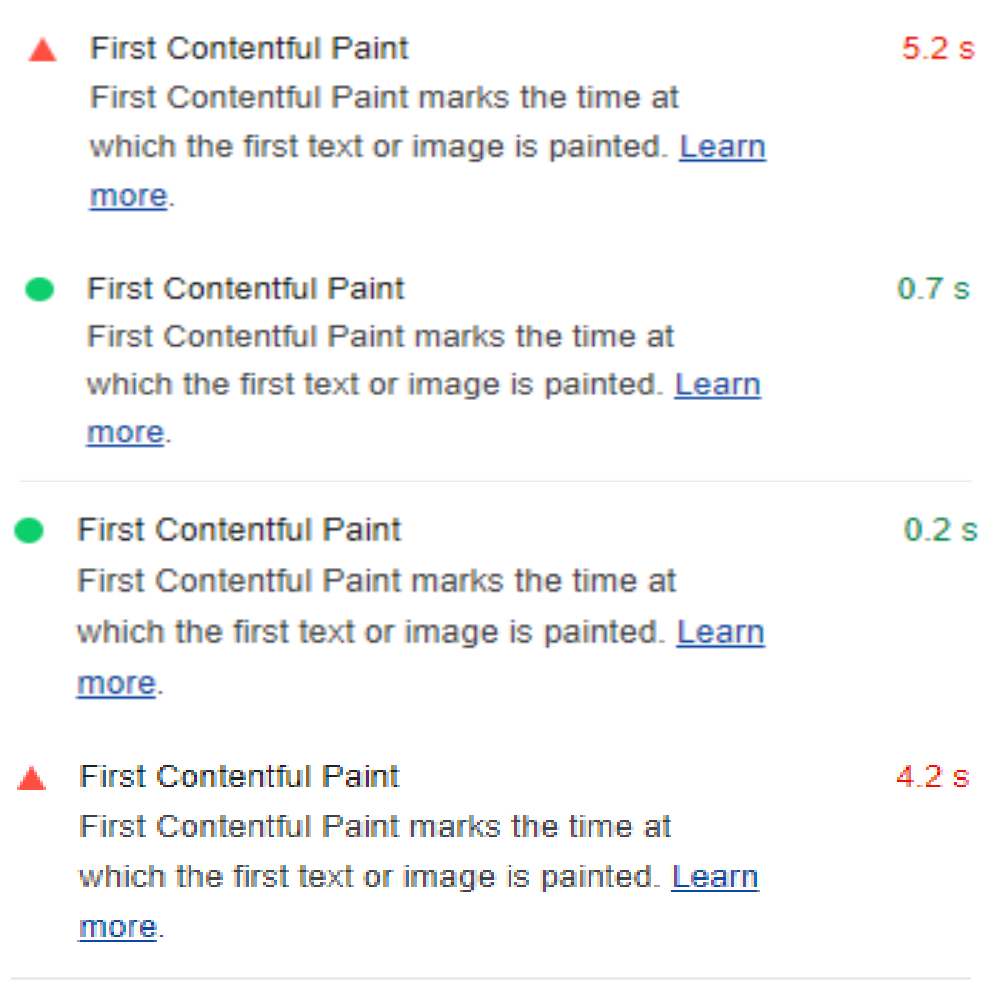 First Contentful Paint 5.2 s
First Contentful Paint marks the time at
which the first text or image is painted. Learn
more.
First Contentful Paint 0.7 s
First Contentful Paint marks the time at
which the first text or image is painted. Learn
more.
First Contentful Paint 0.2 s
First Contentful Paint marks the time at
which the first text or image is painted. Learn
more.
First Contentful Paint 4.2 s
First Contentful Paint marks the time at
which the first text or image is painted. Learn
more.